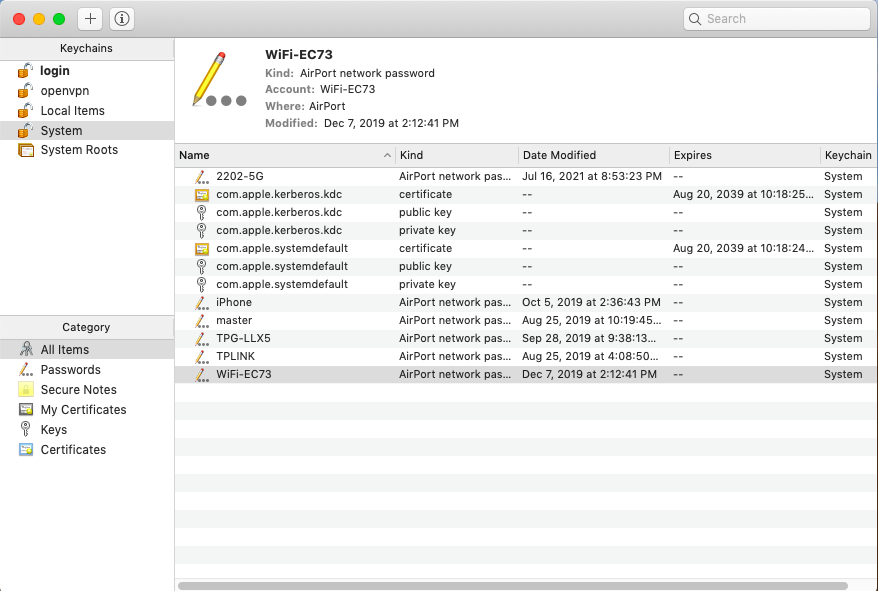 Search
Keychains
login
openvpn
Local Items
System
System Roots
Category
All Items
Passwords
Secure Notes
My Certificates
Keys
Certificates
WiFi-EC73
Kind: AirPort network password
Account: WiFi-EC73
Where: AirPort
Modified: Dec 7, 2019 at 2:12:41 PM
Name Kind Date Modified Expires Keychain
2202-5G AirPort network pas... Jul 16, 2021 at 8:53:23 PM -- System
com.apple.kerberos.kdc certificate -- Aug 20, 2039 at 10:18:25... System
com.apple.kerberos.kdc public key -- -- System
com.apple.kerberos.kdc private key -- -- System
com.apple.systemdefault certificate -- Aug 20, 2039 at 10:18:24... System
com.apple.systemdefault public key -- -- System
com.apple.systemdefault private key -- -- System
iPhone AirPort network pas... Oct 5, 2019 at 2:36:43 PM -- System
master AirPort network pas... Aug 25, 2019 at 10:19:45... -- System
TPG-LLX5 AirPort network pas... Sep 28, 2019 at 9:38:13... -- System
TPLINK AirPort network pas... Aug 25, 2019 at 4:08:50... -- System
WiFi-EC73 AirPort network pas... Dec 7, 2019 at 2:12:41 PM -- System